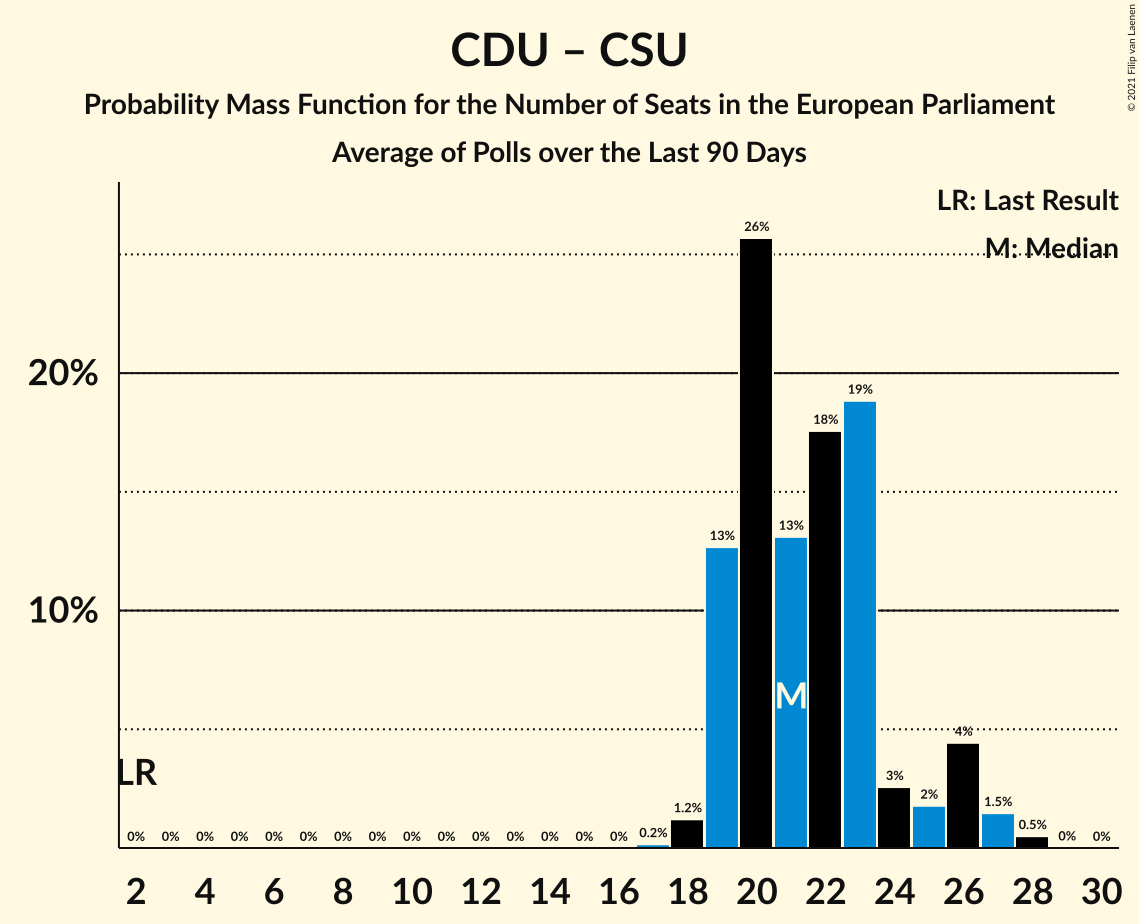 CDU – CSU
Probability Mass Function for the Number of Seats in the European Parliament
Average of Polls over the Last 90 Days
© 2021 Filip van Laenen
LR: Last Result
M: Median
20%
10%
26%
19%
18%
13%
13%
M
4%
3%
2%
1.5%
1.2%
0.5%
0.2%
LR
0% 0% 0% 0% 0% 0% 0% 0% 0% 0% 0% 0% 0% 0% 0% 0% 0%
2 4 6 8 10 12 14 16 18 20 22 24 26 28 30